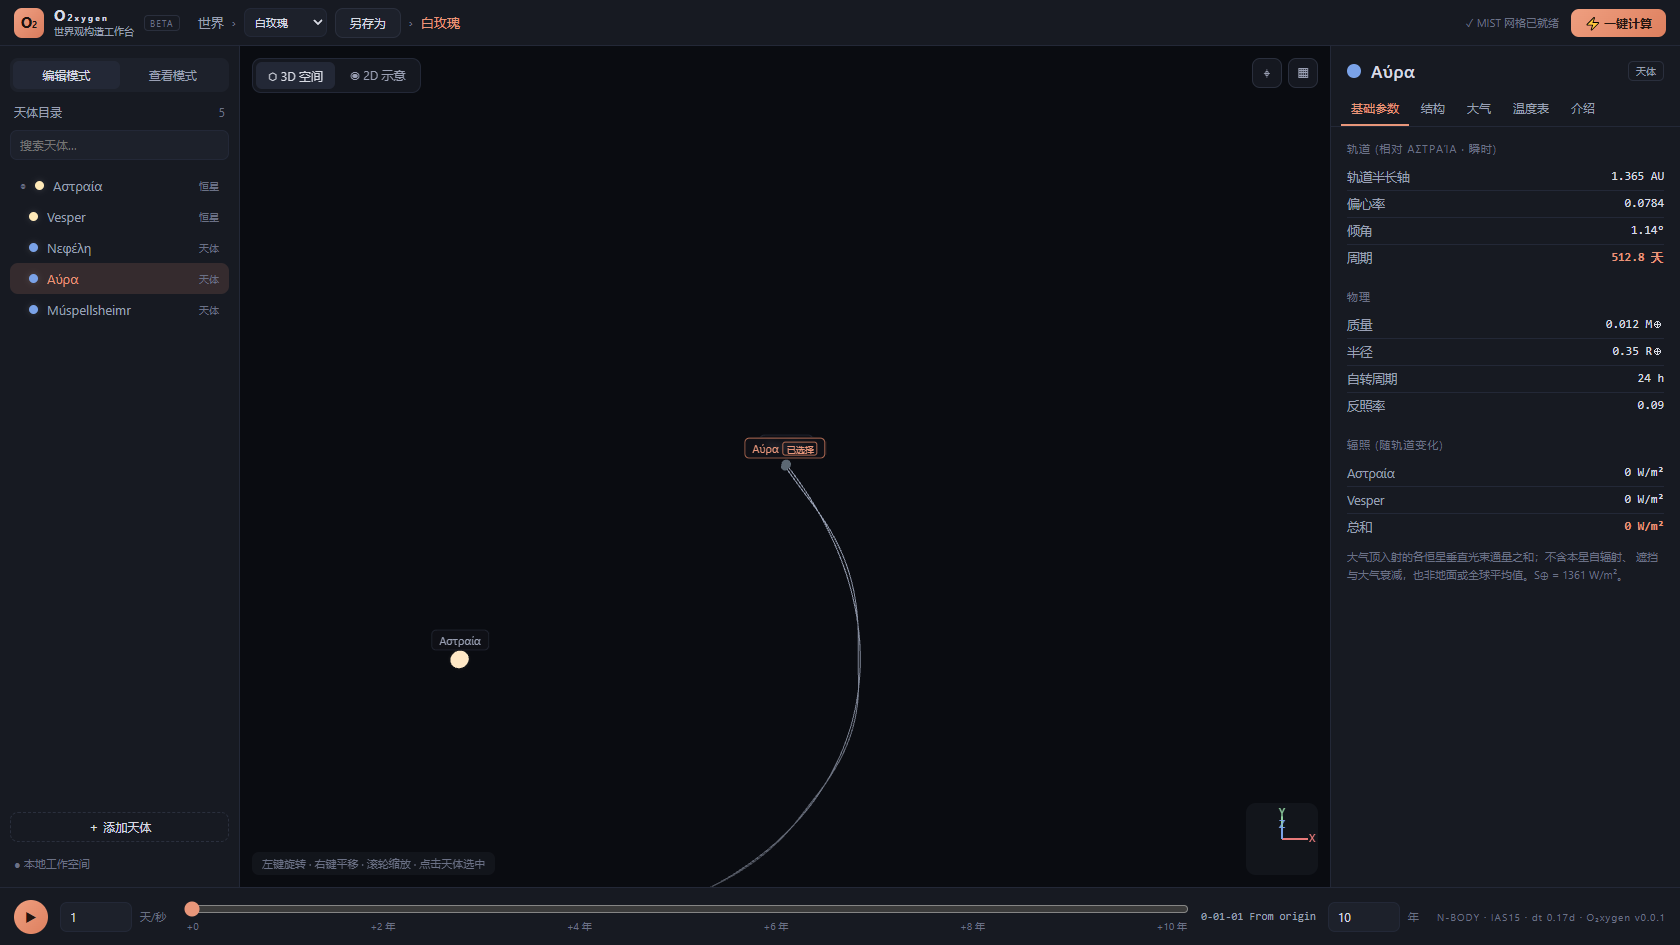 O₂
O₂xygen
世界观构造工作台
BETA
世界 ›
白玫瑰
另存为
› 白玫瑰
✓ MIST 网格已就绪
⚡ 一键计算
编辑模式
查看模式
天体目录
5
搜索天体...
Αστραία
恒星
Vesper
恒星
Νεφέλη
天体
Αύρα
天体
Múspellsheimr
天体
+ 添加天体
本地工作空间
3D 空间
2D 示意
Αύρα 已选择
Αστραία
左键旋转 · 右键平移 · 滚轮缩放 · 点击天体选中
Y
Z
X
Αύρα
天体
基础参数
结构
大气
温度表
介绍
轨道 (相对 ΑΣΤΡΑΊΑ · 瞬时)
轨道半长轴
1.365 AU
偏心率
0.0784
倾角
1.14°
周期
512.8 天
物理
质量
0.012 M⊕
半径
0.35 R⊕
自转周期
24 h
反照率
0.09
辐照 (随轨道变化)
Αστραία
0 W/m²
Vesper
0 W/m²
总和
0 W/m²
大气顶入射的各恒星垂直光束通量之和；不含本星自辐射、 遮挡
与大气衰减，也非地面或全球平均值。S⊕ = 1361 W/m²。
1
天/秒
+0
+2 年
+4 年
+6 年
+8 年
+10 年
0-01-01 From origin
10
年
N-BODY · IAS15 · dt 0.17d · O₂xygen v0.0.1